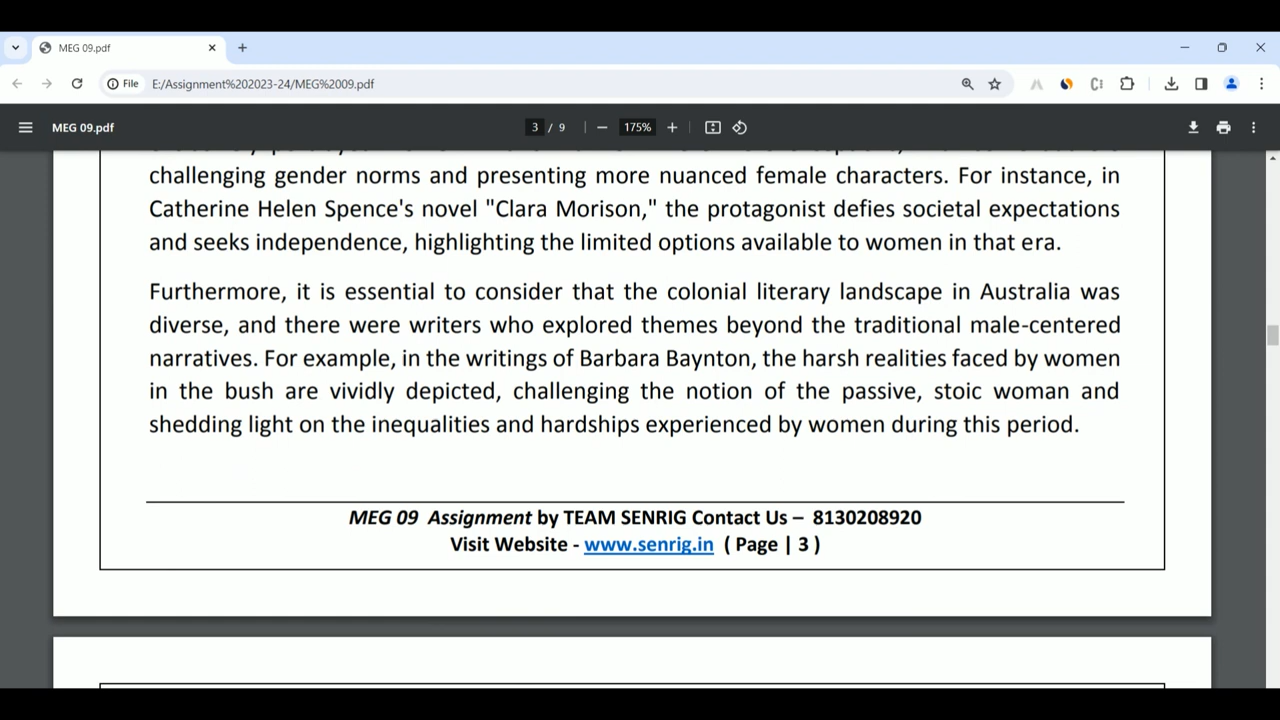 MEG 09.pdf
File
E:/Assignment%202023-24/MEG%2009.pdf
MEG 09.pdf
3 / 9
175%
challenging gender norms and presenting more nuanced female characters. For instance, in
Catherine Helen Spence's novel "Clara Morison," the protagonist defies societal expectations
and seeks independence, highlighting the limited options available to women in that era.
Furthermore, it is essential to consider that the colonial literary landscape in Australia was
diverse, and there were writers who explored themes beyond the traditional male-centered
narratives. For example, in the writings of Barbara Baynton, the harsh realities faced by women
in the bush are vividly depicted, challenging the notion of the passive, stoic woman and
shedding light on the inequalities and hardships experienced by women during this period.
MEG 09 Assignment by TEAM SENRIG Contact Us – 8130208920
Visit Website - www.senrig.in ( Page | 3 )